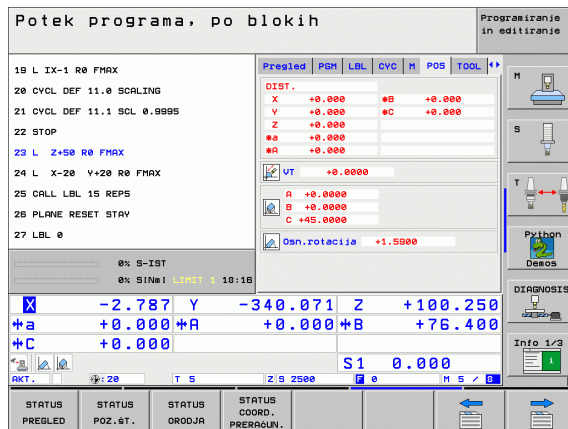 Potek programa, po blokih
Programiranje
in editiranje
19 L IX-1 R0 FMAX
20 CYCL DEF 11.0 SCALING
21 CYCL DEF 11.1 SCL 0.9995
22 STOP
23 L Z+50 R0 FMAX
24 L X-20 Y+20 R0 FMAX
25 CALL LBL 15 REP5
26 PLANE RESET STAY
27 LBL 0
0% S-IST
0% S[Nm] LIMIT 1 18:16
Pregled PGM LBL CYC M POS TOOL
DIST.
X +0.000 *B +0.000
Y +0.000 *C +0.000
Z +0.000
*a +0.000
*A +0.000
VT +0.0000
A +0.0000
B +0.0000
C +45.0000
Osn.rotacija +1.5900
X -2.787 Y -340.071 Z +100.250
*a +0.000 *A +0.000 *B +76.400
*C +0.000
S1 0.000
AKT. : 20 T 5 Z S 2500 F 0 M 5 / 8
M
S
T
Python
Demos
DIAGNOSIS
Info 1/3
1
STATUS
PREGLED
STATUS
POZ.ŠT.
STATUS
ORODJA
STATUS
COORD.
PRERAČUN.